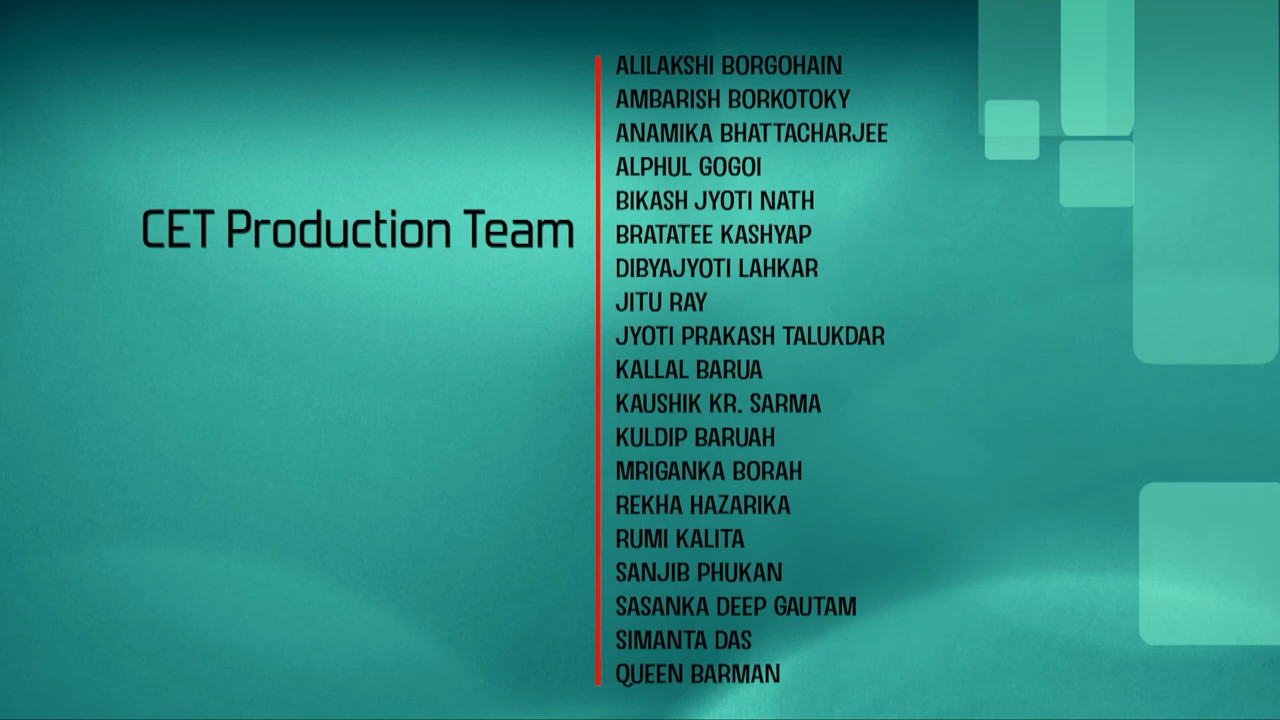 CET Production Team
ALILAKSHI BORGOHAIN
AMBARISH BORKOTOKY
ANAMIKA BHATTACHARJEE
ALPHUL GOGOI
BIKASH JYOTI NATH
BRATATEE KASHYAP
DIBYAJYOTI LAHKAR
JITU RAY
JYOTI PRAKASH TALUKDAR
KALLAL BARUA
KAUSHIK KR. SARMA
KULDIP BARUAH
MRIGANKA BORAH
REKHA HAZARIKA
RUMI KALITA
SANJIB PHUKAN
SASANKA DEEP GAUTAM
SIMANTA DAS
QUEEN BARMAN